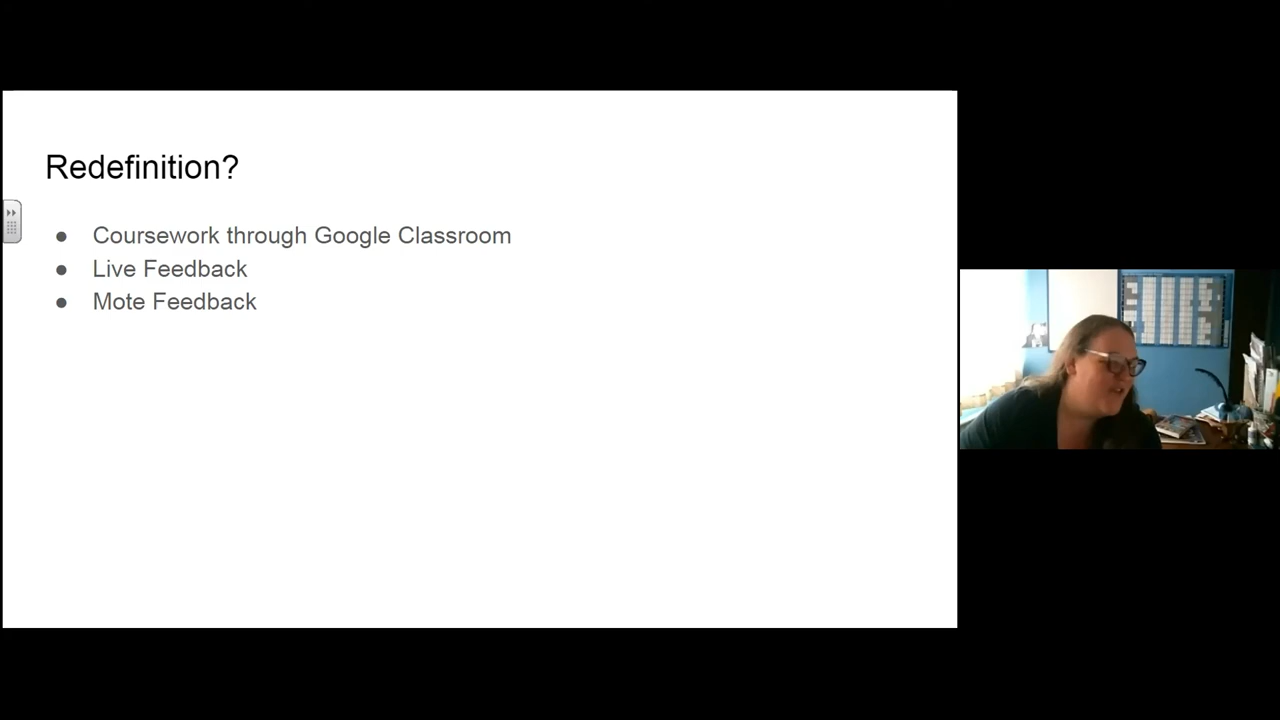 Redefinition?
● Coursework through Google Classroom
● Live Feedback
● Mote Feedback